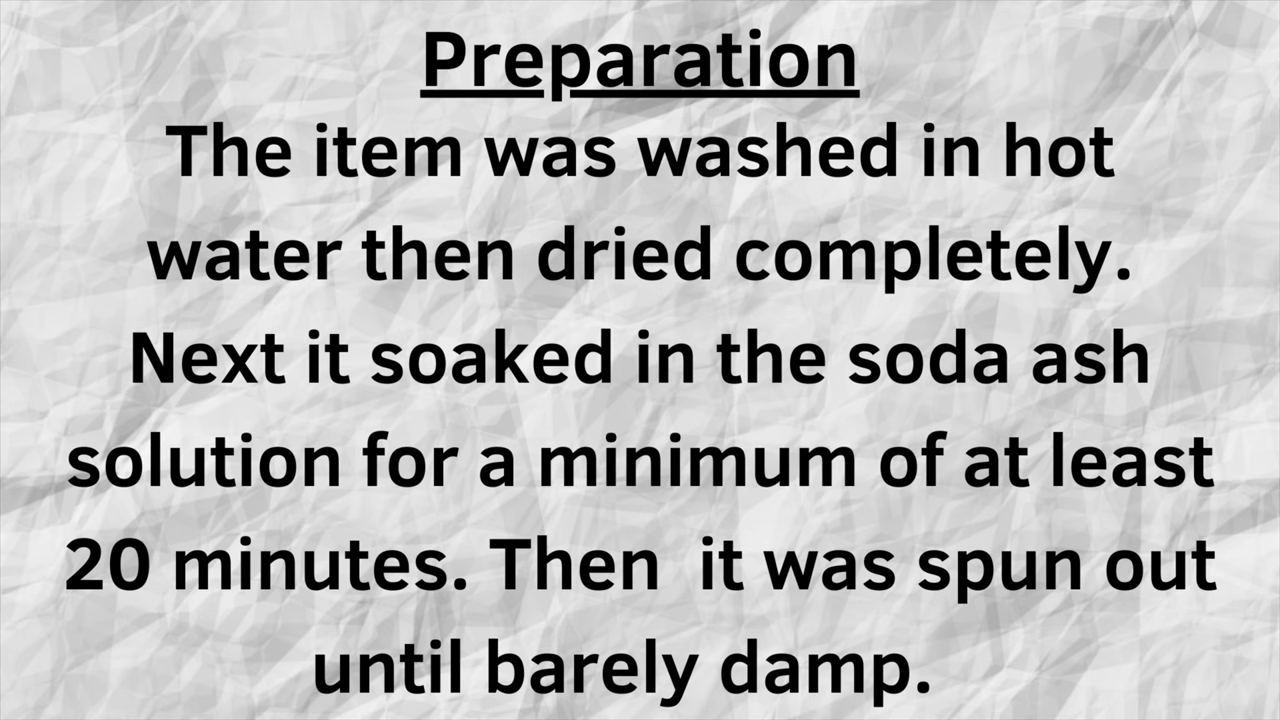 Preparation
The item was washed in hot
water then dried completely.
Next it soaked in the soda ash
solution for a minimum of at least
20 minutes. Then  it was spun out
until barely damp.